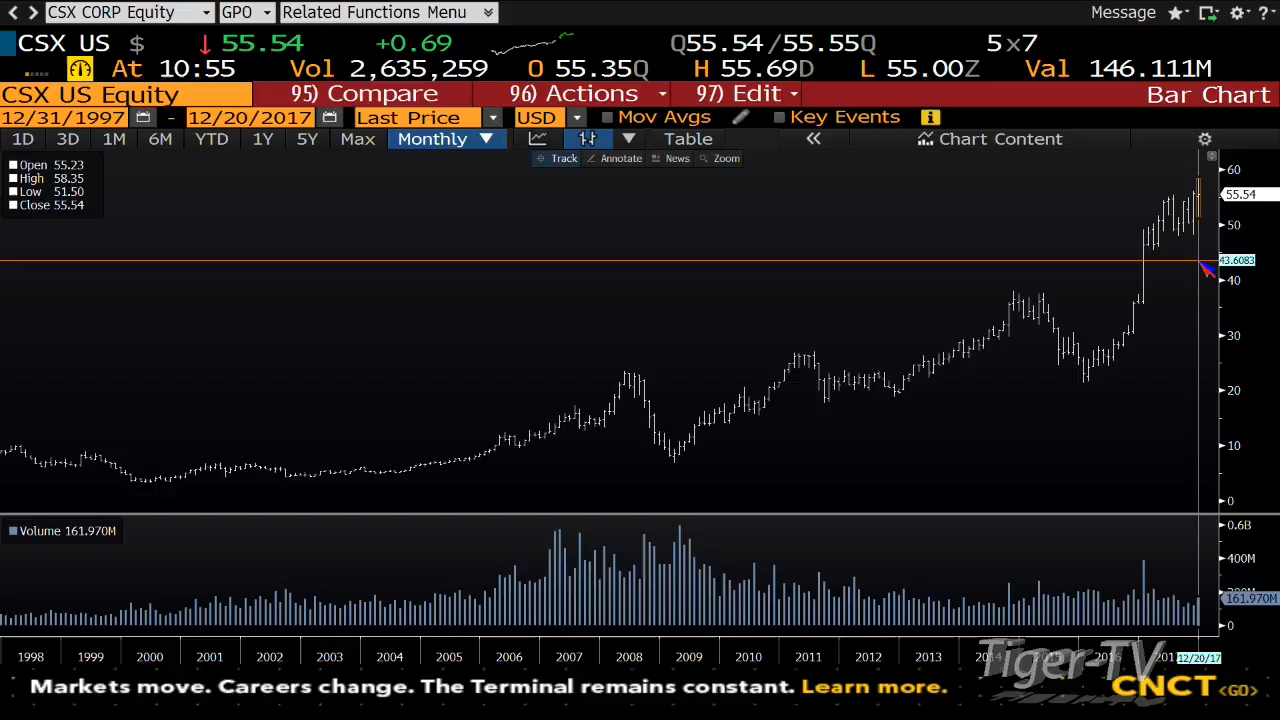 CSX CORP Equity GPO Related Functions Menu Message ?
CSX US $ ↓ 55.54 +0.69 Q55.54/55.55Q 5x7
At 10:55 Vol 2,635,259 O 55.35Q H 55.69D L 55.00Z Val 146.111M
CSX US Equity 95) Compare 96) Actions 97) Edit Bar Chart
12/31/1997 - 12/20/2017 Last Price USD Mov Avgs Key Events i
1D 3D 1M 6M YTD 1Y 5Y Max Monthly ▼ Table « Chart Content
Track Annotate News Zoom
Open 55.23
High 58.35
Low 51.50
Close 55.54
60
55.54
50
43.6083
40
30
20
10
0
Volume 161.970M
0.6B
400M
161.970M
0
1998 1999 2000 2001 2002 2003 2004 2005 2006 2007 2008 2009 2010 2011 2012 2013 2014 2015 2016 12/20/17
Tiger-TV
Markets move. Careers change. The Terminal remains constant. Learn more. CNCT <GO>